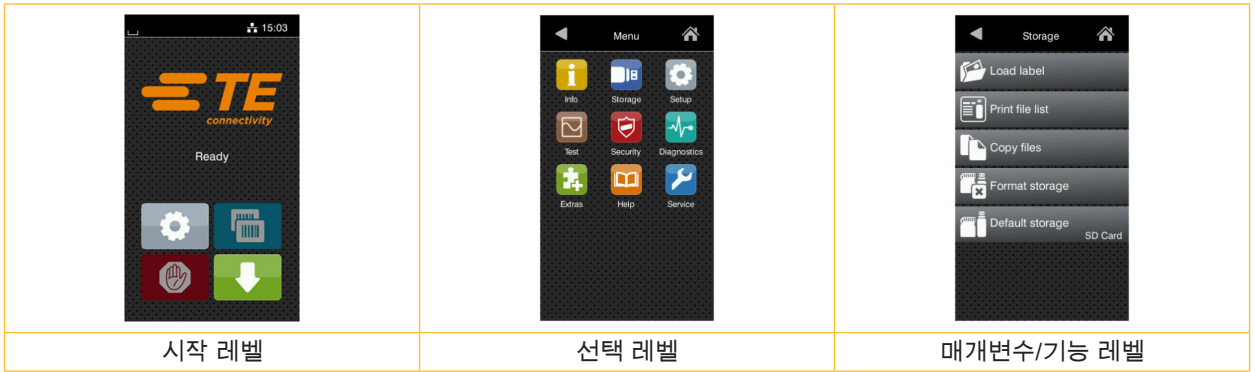 15:03
TE
connectivity
Ready
시작 레벨
Menu
Info Storage Setup
Test Security Diagnostics
Extras Help Service
선택 레벨
Storage
Load label
Print file list
Copy files
Format storage
Default storage
SD Card
매개변수/기능 레벨